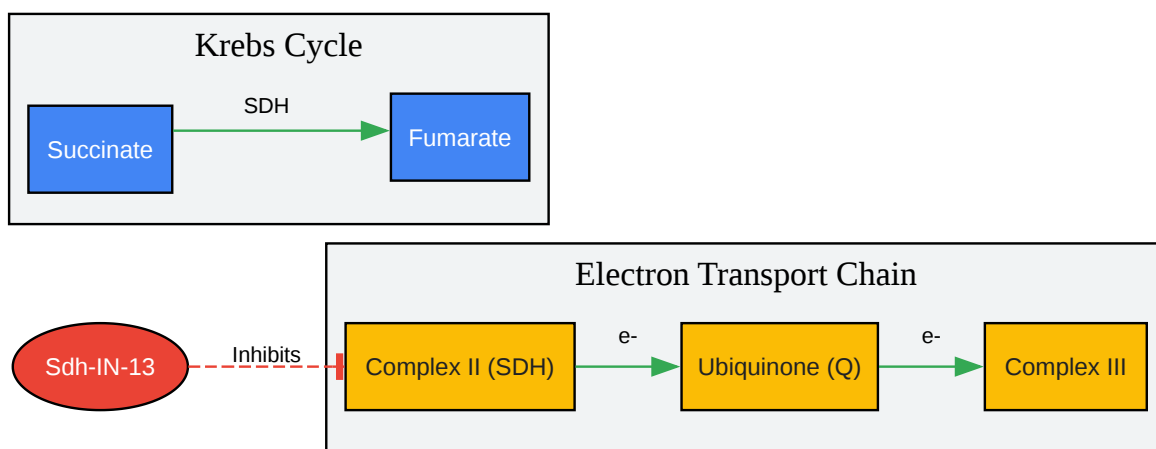 Krebs Cycle
SDH
Succinate
Fumarate
Electron Transport Chain
Sdh-IN-13
Inhibits
Complex II (SDH)
e-
Ubiquinone (Q)
e-
Complex III